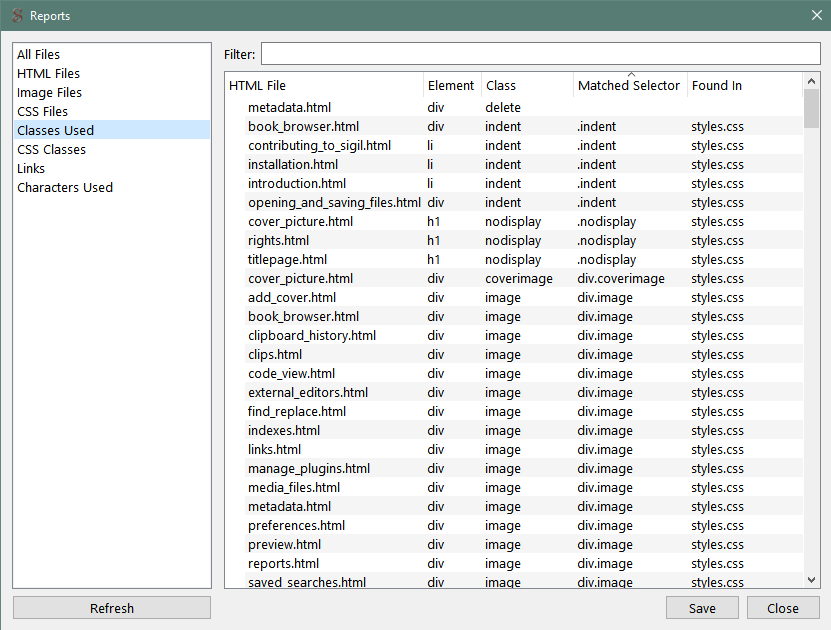 Reports
All Files
HTML Files
Image Files
CSS Files
Classes Used
CSS Classes
Links
Characters Used
Filter:
HTML File Element Class Matched Selector Found In
metadata.html div delete
book_browser.html div indent .indent styles.css
contributing_to_sigil.html li indent .indent styles.css
installation.html li indent .indent styles.css
introduction.html li indent .indent styles.css
opening_and_saving_files.html div indent .indent styles.css
cover_picture.html h1 nodisplay .nodisplay styles.css
rights.html h1 nodisplay .nodisplay styles.css
titlepage.html h1 nodisplay .nodisplay styles.css
cover_picture.html div coverimage div.coverimage styles.css
add_cover.html div image div.image styles.css
book_browser.html div image div.image styles.css
clipboard_history.html div image div.image styles.css
clips.html div image div.image styles.css
code_view.html div image div.image styles.css
external_editors.html div image div.image styles.css
find_replace.html div image div.image styles.css
indexes.html div image div.image styles.css
links.html div image div.image styles.css
manage_plugins.html div image div.image styles.css
media_files.html div image div.image styles.css
metadata.html div image div.image styles.css
preferences.html div image div.image styles.css
preview.html div image div.image styles.css
reports.html div image div.image styles.css
saved_searches.html div image div.image styles.css
Refresh
Save
Close